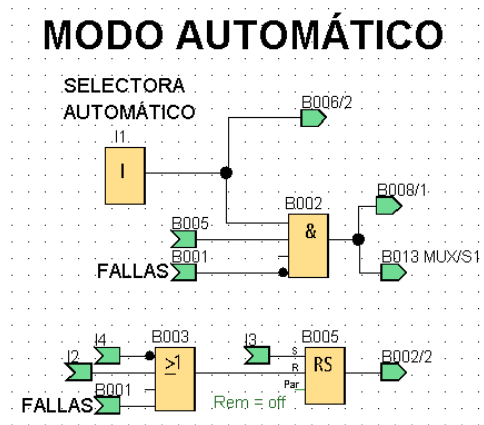 MODO AUTOMÁTICO
SELECTORA
AUTOMÁTICO
I1
I
B006/2
B002
&
B008/1
B005
B001
FALLAS
B013 MUX/S1
I4
B003
I3
B005
I2
≥1
S
R
Par
RS
B002/2
B001
FALLAS
Rem = off